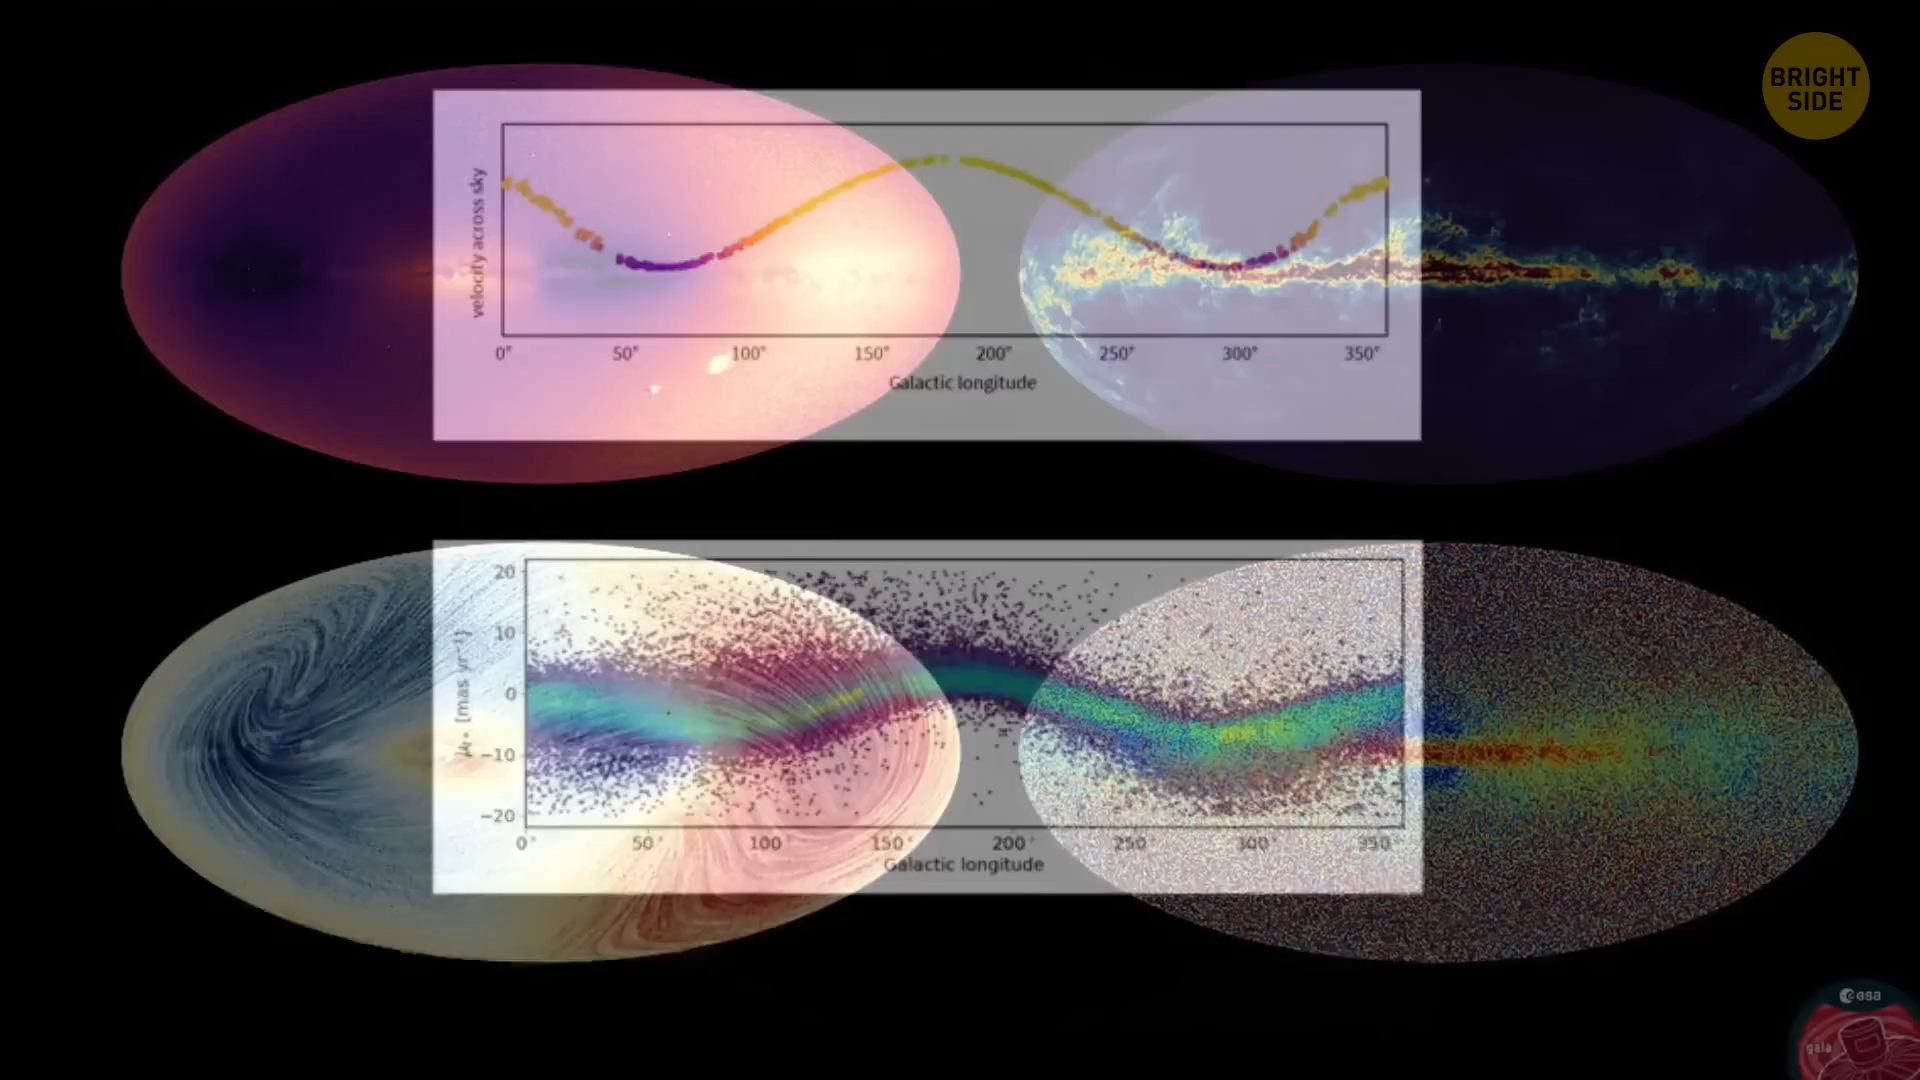 BRIGHT
SIDE
velocity across sky
0° 50° 100° 150° 200° 250° 300° 350°
Galactic longitude
20
10
0
−10
−20
[mas yr⁻¹]
0° 50° 100° 150° 200° 250° 300° 350°
Galactic longitude
esa
gaia